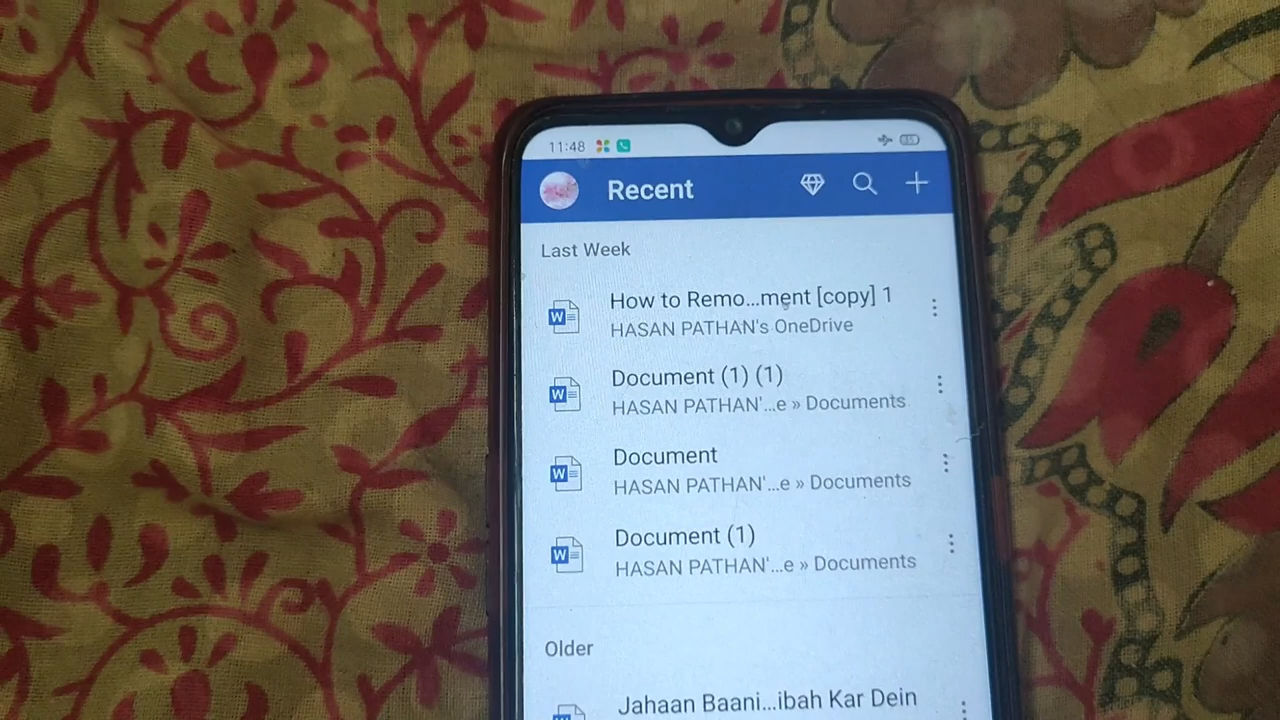 11:48
Recent
Last Week
How to Remo...ment [copy] 1
HASAN PATHAN's OneDrive
Document (1) (1)
HASAN PATHAN'...e » Documents
Document
HASAN PATHAN'...e » Documents
Document (1)
HASAN PATHAN'...e » Documents
Older
Jahaan Baani...ibah Kar Dein